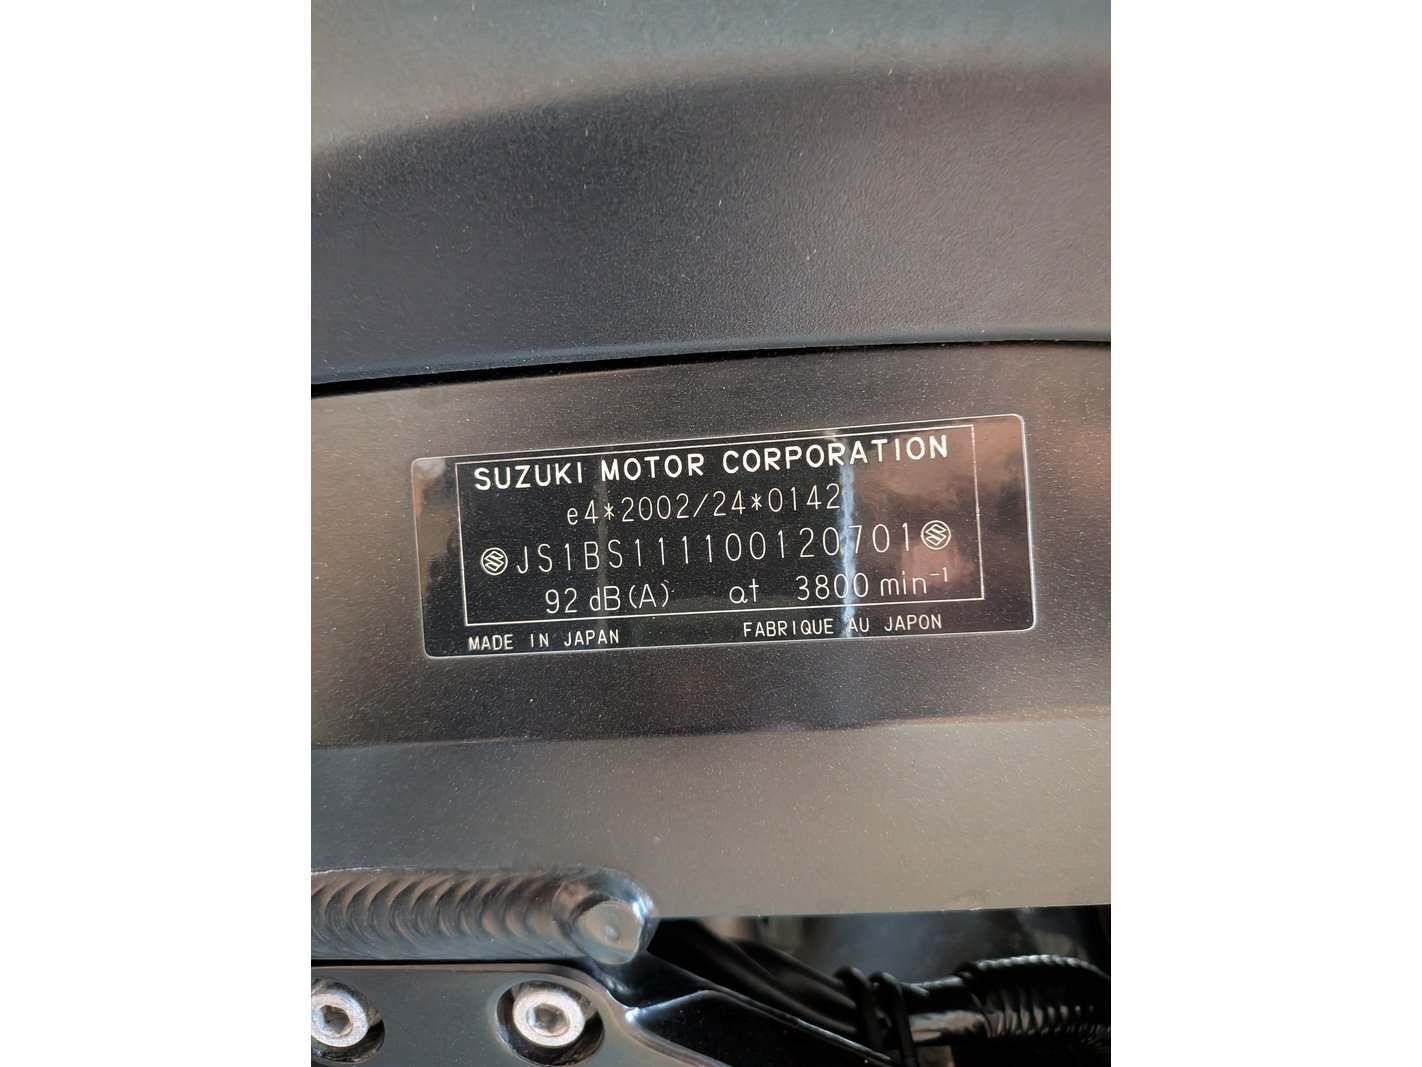 SUZUKI MOTOR CORPORATION
e4*2002/24*0142
JS1BS111100120701
92 dB(A) at 3800 min⁻¹
MADE IN JAPAN FABRIQUE AU JAPON